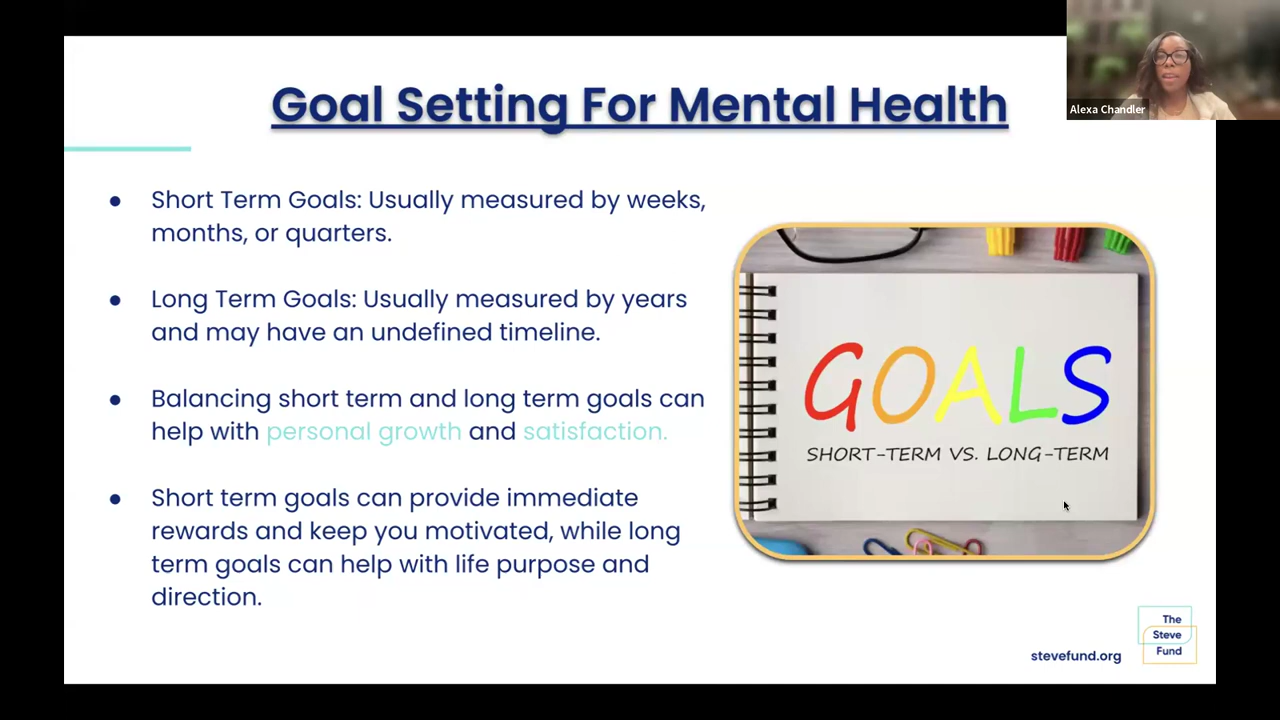 Goal Setting For Mental Health
Alexa Chandler
● Short Term Goals: Usually measured by weeks,
months, or quarters.
● Long Term Goals: Usually measured by years
and may have an undefined timeline.
● Balancing short term and long term goals can
help with personal growth and satisfaction.
● Short term goals can provide immediate
rewards and keep you motivated, while long
term goals can help with life purpose and
direction.
GOALS
SHORT-TERM VS. LONG-TERM
stevefund.org
The
Steve
Fund